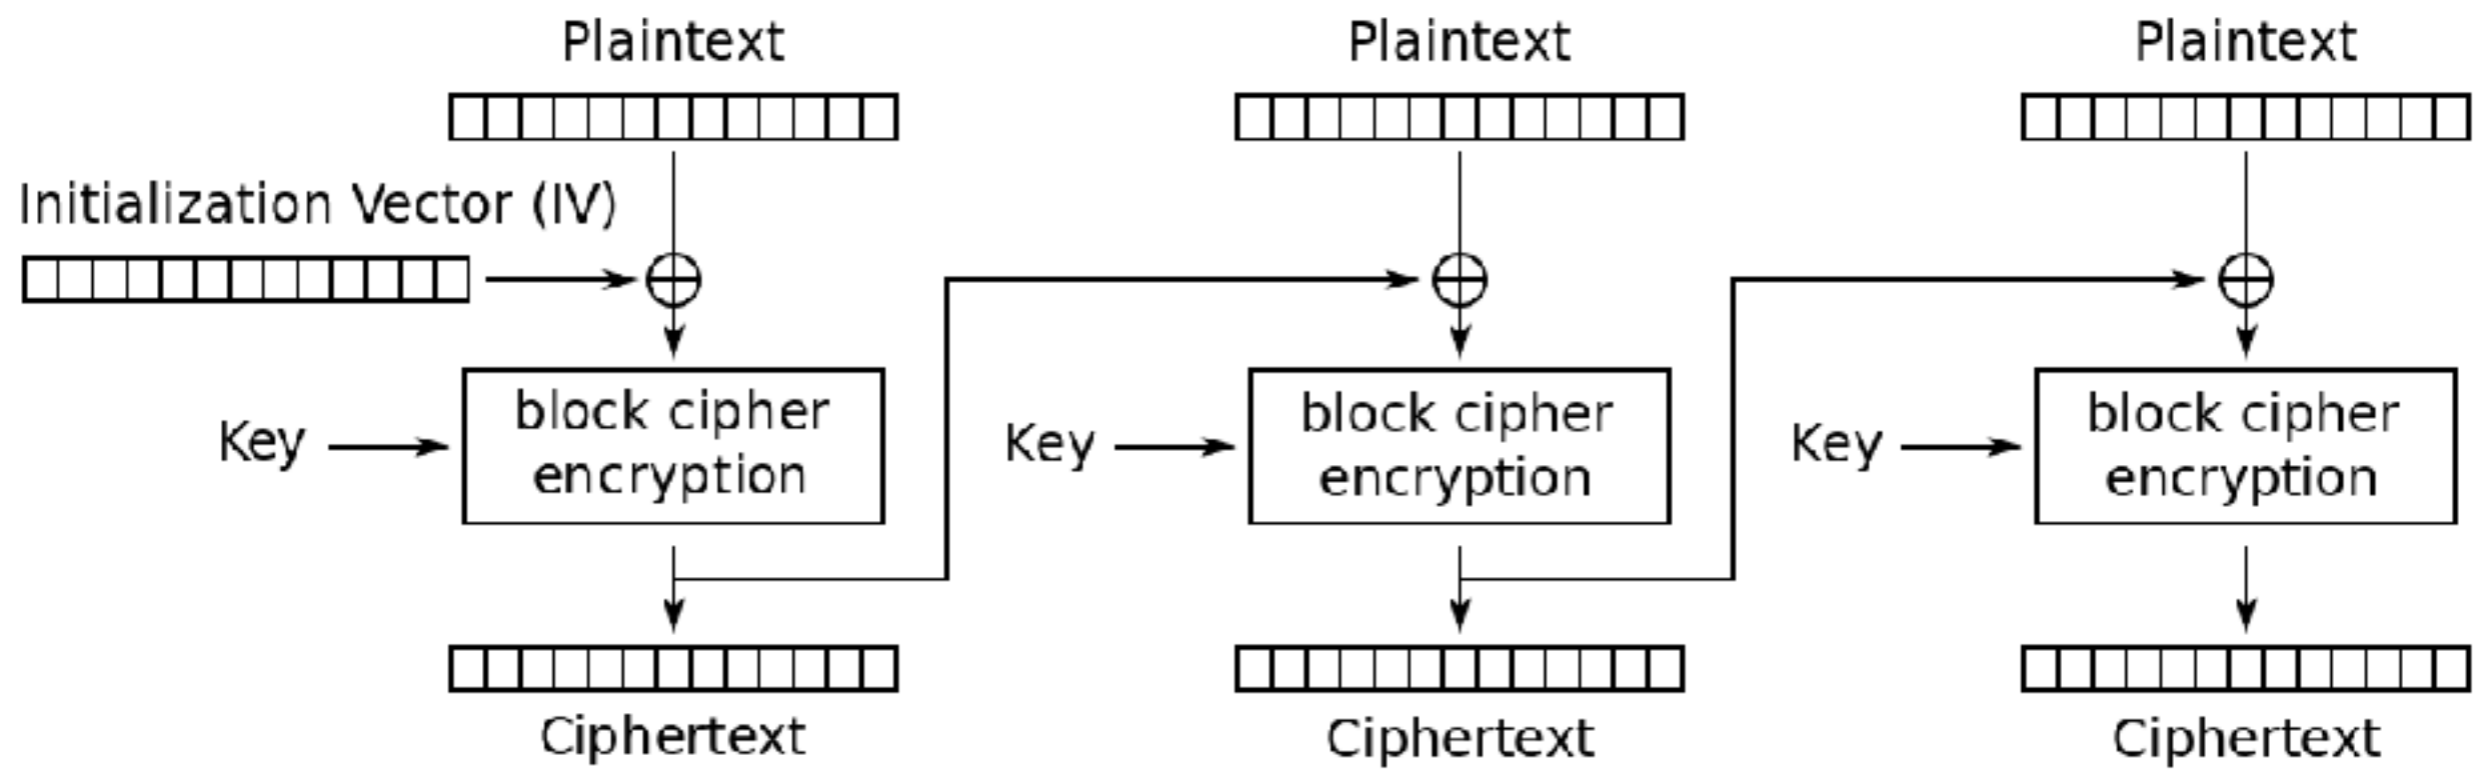 Plaintext
Plaintext
Plaintext
Initialization Vector (IV)
Key
block cipher
encryption
Key
block cipher
encryption
Key
block cipher
encryption
Ciphertext
Ciphertext
Ciphertext